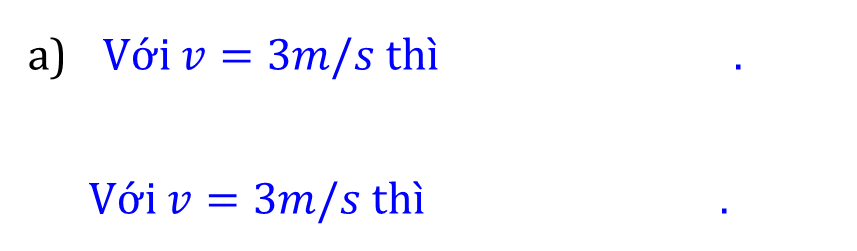 a) Với v = 3m/s thì .
Với v = 3m/s thì .